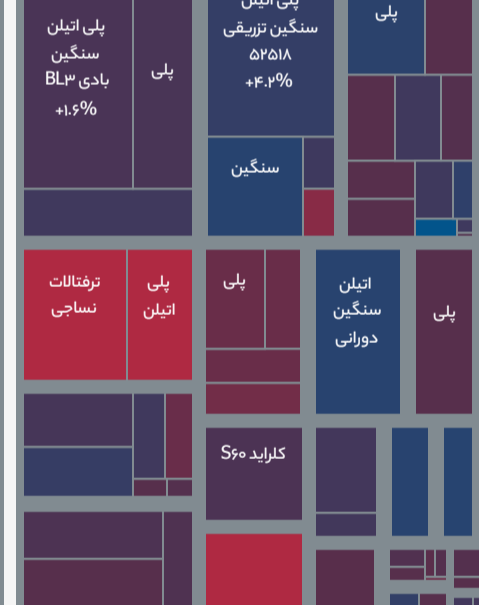 پلی اتیلن
سنگین
بادی BL۳
+۱.۶%
پلی
پلی اتیلن
سنگین تزریقی
۵۲۵۱۸
+۴.۲%
پلی
سنگین
ترفتالات
نساجی
پلی
اتیلن
پلی
اتیلن
سنگین
دورانی
پلی
کلراید S۶۰